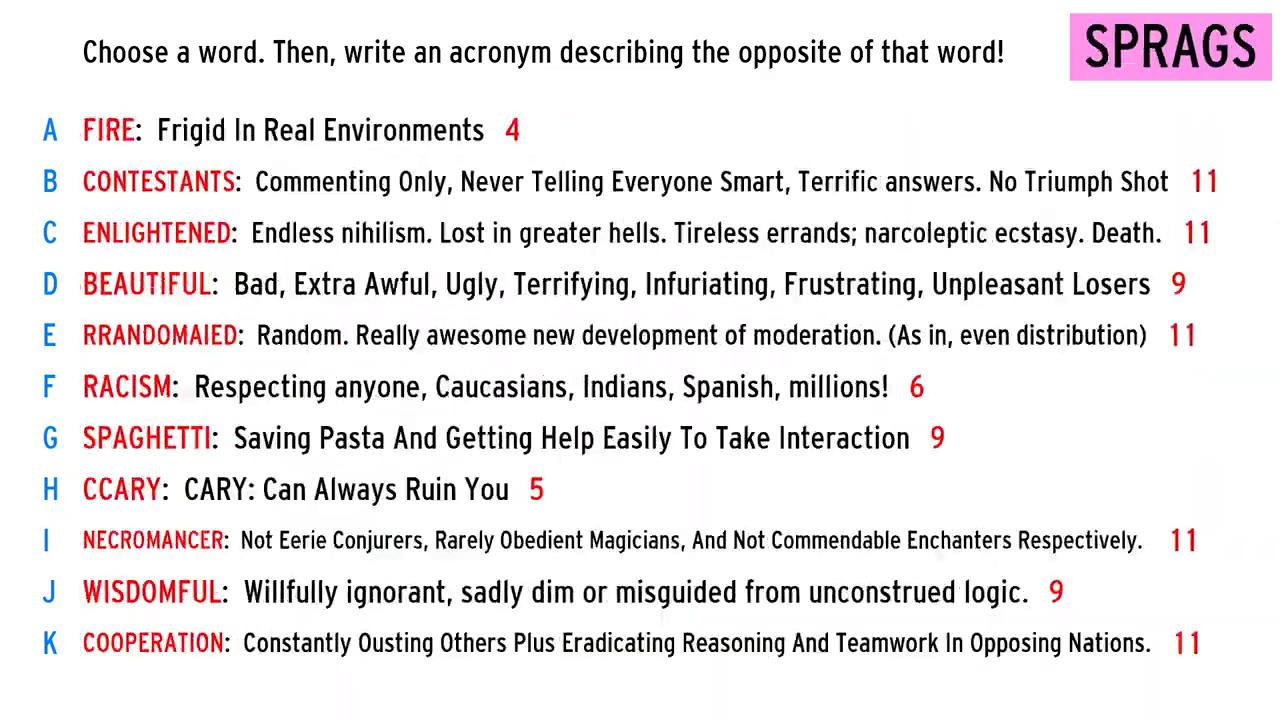 Choose a word. Then, write an acronym describing the opposite of that word!
SPRAGS
A FIRE: Frigid In Real Environments 4
B CONTESTANTS: Commenting Only, Never Telling Everyone Smart, Terrific answers. No Triumph Shot 11
C ENLIGHTENED: Endless nihilism. Lost in greater hells. Tireless errands; narcoleptic ecstasy. Death. 11
D BEAUTIFUL: Bad, Extra Awful, Ugly, Terrifying, Infuriating, Frustrating, Unpleasant Losers 9
E RRANDOMAIED: Random. Really awesome new development of moderation. (As in, even distribution) 11
F RACISM: Respecting anyone, Caucasians, Indians, Spanish, millions! 6
G SPAGHETTI: Saving Pasta And Getting Help Easily To Take Interaction 9
H CCARY: CARY: Can Always Ruin You 5
I NECROMANCER: Not Eerie Conjurers, Rarely Obedient Magicians, And Not Commendable Enchanters Respectively. 11
J WISDOMFUL: Willfully ignorant, sadly dim or misguided from unconstrued logic. 9
K COOPERATION: Constantly Ousting Others Plus Eradicating Reasoning And Teamwork In Opposing Nations. 11